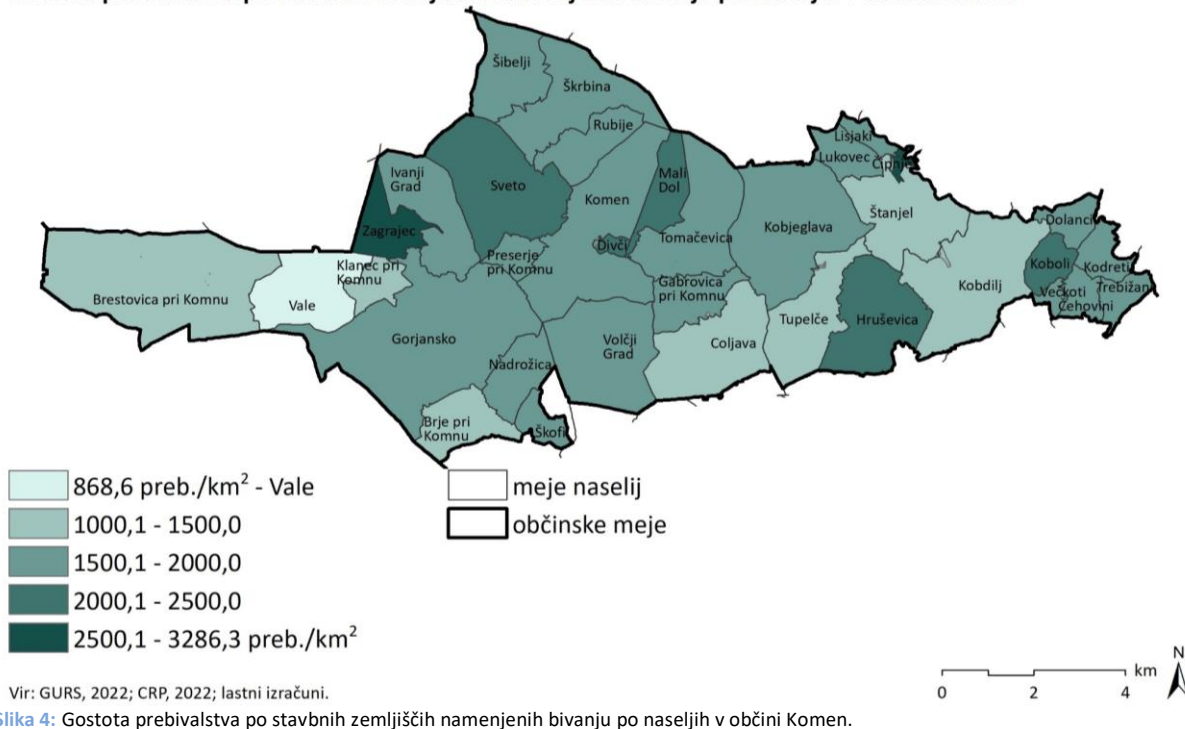 Šibelji
Škrbina
Rubije
Lisjaki
Lukovec
Čipnje
Ivanji
Grad
Sveto
Mali
Dol
Komen
Štanjel
Zagrajec
Divči
Tomačevica
Kobjeglava
Dolanci
Preserje
pri Komnu
Klanec pri
Komnu
Koboli
Kodreti
Brestovica pri Komnu
Vale
Gabrovica
pri Komnu
Kobdilj
Večkoti
Trebižani
Čehovini
Gorjansko
Volčji
Grad
Coljava
Tupelče
Hruševica
Nadrožica
Brje pri
Komnu
Škofi
868,6 preb./km² - Vale
1000,1 - 1500,0
1500,1 - 2000,0
2000,1 - 2500,0
2500,1 - 3286,3 preb./km²
meje naselij
občinske meje
Vir: GURS, 2022; CRP, 2022; lastni izračuni.
km
0 2 4
N
Slika 4: Gostota prebivalstva po stavbnih zemljiščih namenjenih bivanju po naseljih v občini Komen.